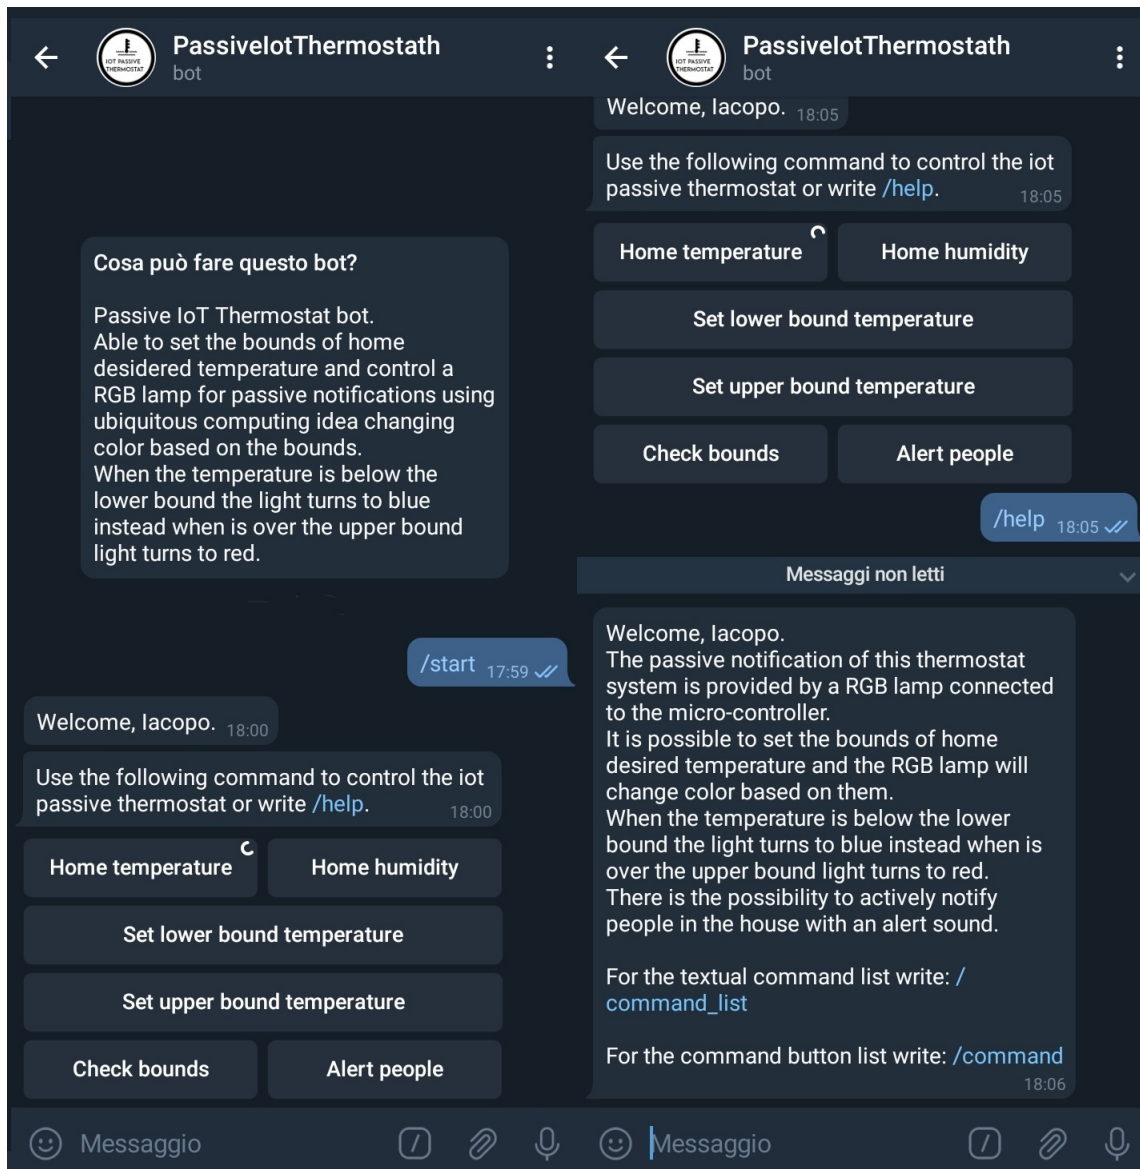 PassiveIotThermostath
bot
IOT PASSIVE
THERMOSTAT
Cosa può fare questo bot?
Passive IoT Thermostat bot.
Able to set the bounds of home
desidered temperature and control a
RGB lamp for passive notifications using
ubiquitous computing idea changing
color based on the bounds.
When the temperature is below the
lower bound the light turns to blue
instead when is over the upper bound
light turns to red.
/start 17:59
Welcome, Iacopo. 18:00
Use the following command to control the iot
passive thermostat or write /help. 18:00
Home temperature
Home humidity
Set lower bound temperature
Set upper bound temperature
Check bounds
Alert people
Messaggio
PassiveIotThermostath
bot
IOT PASSIVE
THERMOSTAT
Welcome, Iacopo. 18:05
Use the following command to control the iot
passive thermostat or write /help. 18:05
Home temperature
Home humidity
Set lower bound temperature
Set upper bound temperature
Check bounds
Alert people
/help 18:05
Messaggi non letti
Welcome, Iacopo.
The passive notification of this thermostat
system is provided by a RGB lamp connected
to the micro-controller.
It is possible to set the bounds of home
desired temperature and the RGB lamp will
change color based on them.
When the temperature is below the lower
bound the light turns to blue instead when is
over the upper bound light turns to red.
There is the possibility to actively notify
people in the house with an alert sound.
For the textual command list write: /
command_list
For the command button list write: /command
18:06
Messaggio